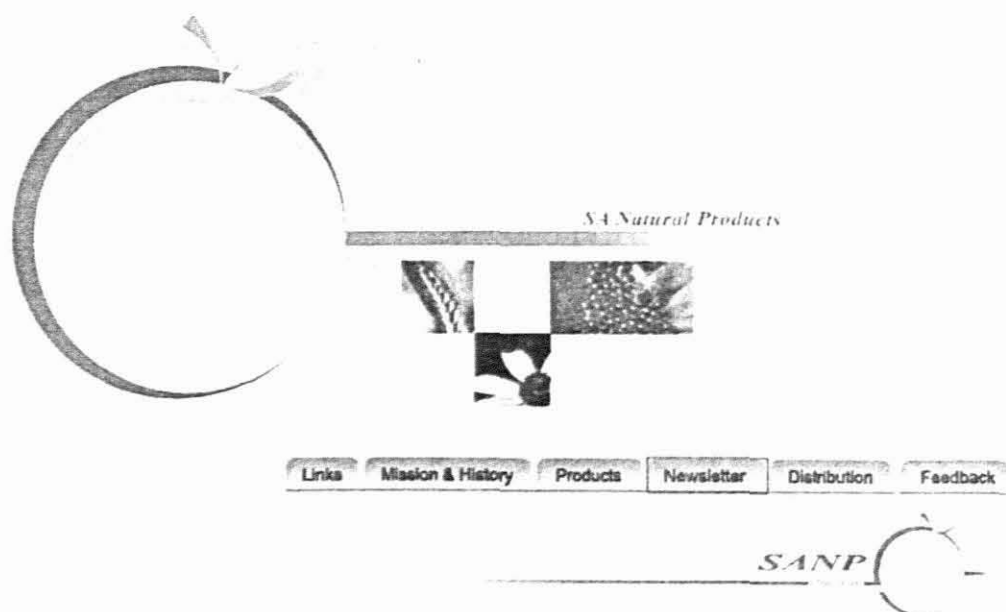 SA Natural Products
Links Mission & History Products Newsletter Distribution Feedback
SANP